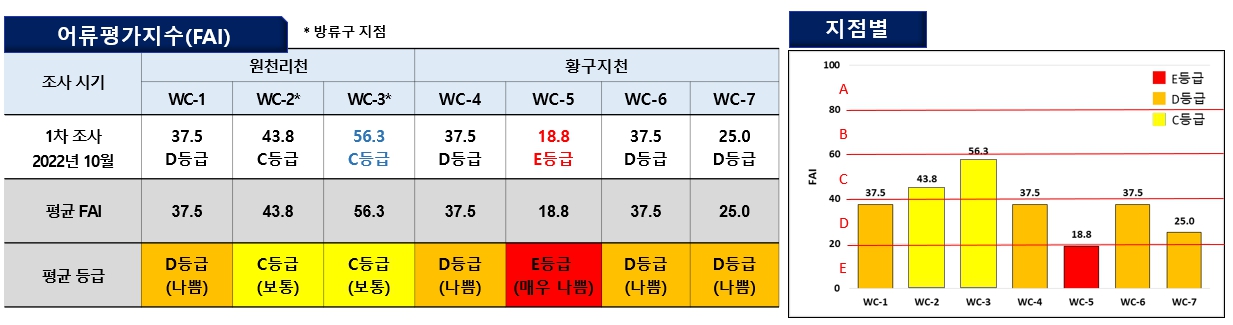 어류평가지수(FAI)
* 방류구 지점
조사 시기
원천리천
황구지천
WC-1 WC-2* WC-3* WC-4 WC-5 WC-6 WC-7
1차 조사
2022년 10월
37.5 43.8 56.3 37.5 18.8 37.5 25.0
D등급 C등급 C등급 D등급 E등급 D등급 D등급
평균 FAI 37.5 43.8 56.3 37.5 18.8 37.5 25.0
평균 등급
D등급 C등급 C등급 D등급 E등급 D등급 D등급
(나쁨) (보통) (보통) (나쁨) (매우 나쁨) (나쁨) (나쁨)
지점별
E등급
D등급
C등급
FAI
100
80
60
40
20
0
A
B
C
D
E
37.5 43.8 56.3 37.5 18.8 37.5 25.0
WC-1 WC-2 WC-3 WC-4 WC-5 WC-6 WC-7